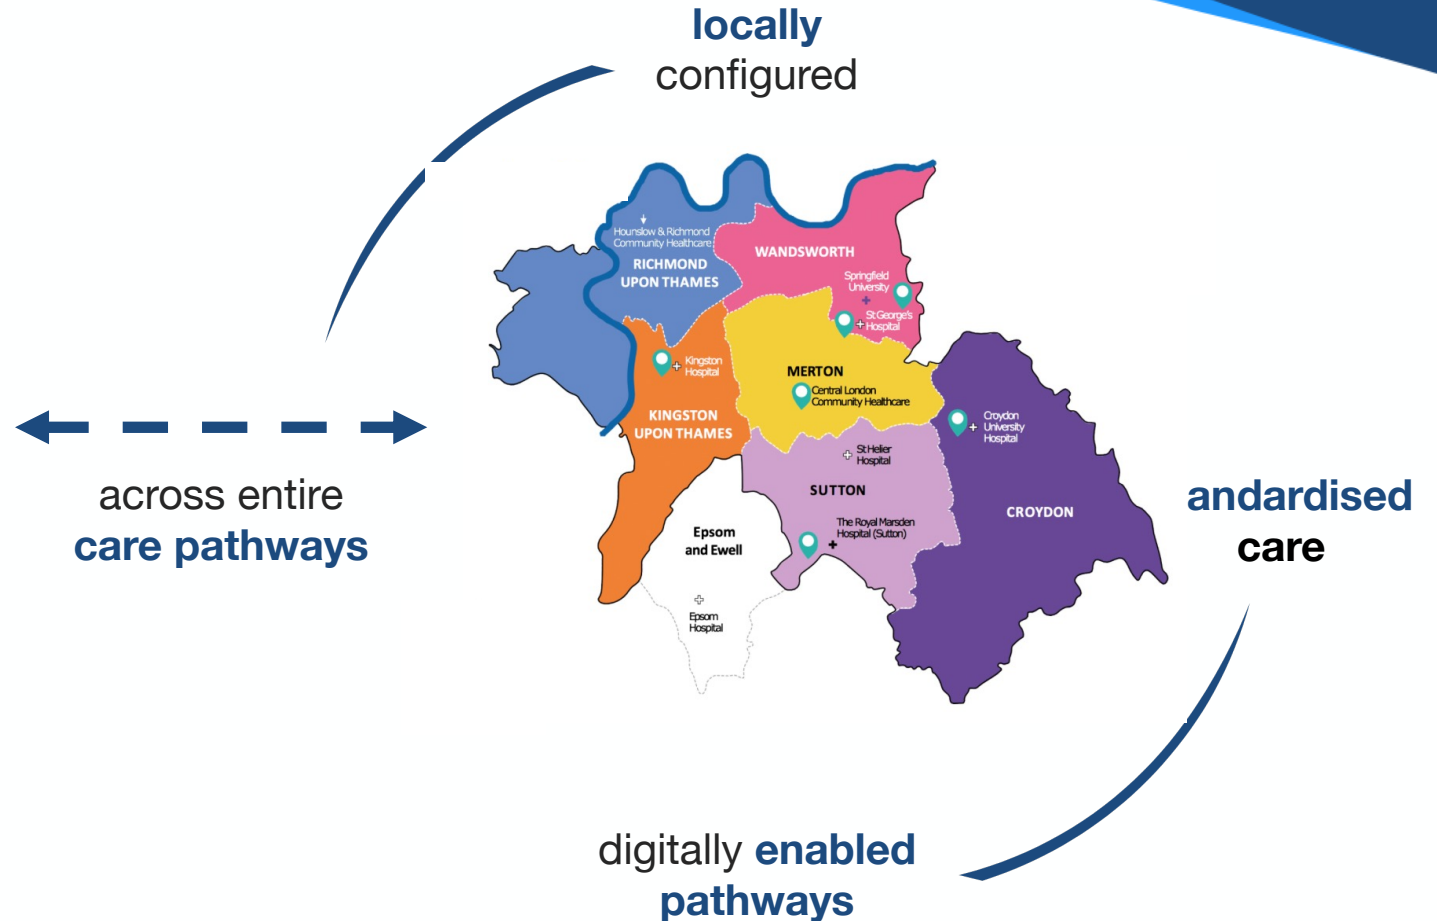 locally
configured
Hounslow & Richmond
Community Healthcare
RICHMOND
UPON THAMES
WANDSWORTH
Springfield
University
St George's
Hospital
Kingston
Hospital
MERTON
Central London
Community Healthcare
KINGSTON
UPON THAMES
Croydon
University
Hospital
St Helier
Hospital
SUTTON
CROYDON
The Royal Marsden
Hospital (Sutton)
Epsom
and Ewell
Epsom
Hospital
across entire
care pathways
andardised
care
digitally enabled
pathways